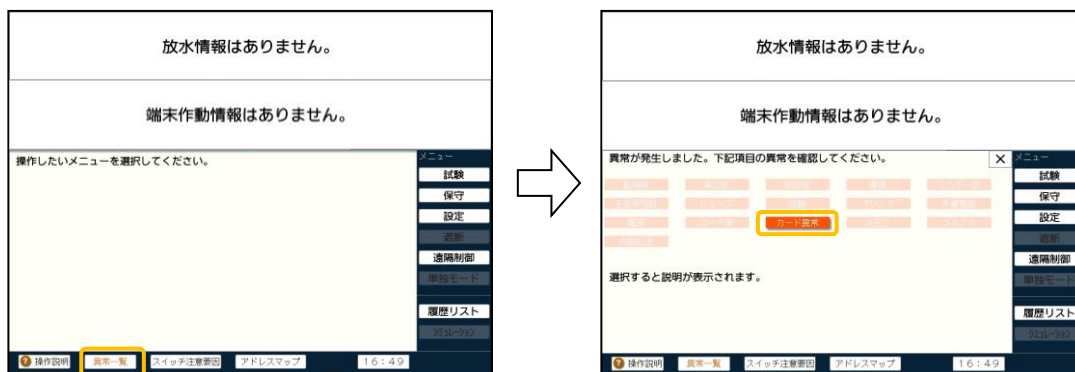 放水情報はありません。
端末作動情報はありません。
操作したいメニューを選択してください。
メニュー
試験
保守
設定
遮断
遠隔制御
単独モード
履歴リスト
シミュレーション
? 操作説明 異常一覧 スイッチ注意要因 アドレスマップ 16:49
放水情報はありません。
端末作動情報はありません。
異常が発生しました。下記項目の異常を確認してください。 ×
カード異常
選択すると説明が表示されます。
メニュー
試験
保守
設定
遮断
遠隔制御
単独モード
履歴リスト
シミュレーション
? 操作説明 異常一覧 スイッチ注意要因 アドレスマップ 16:49